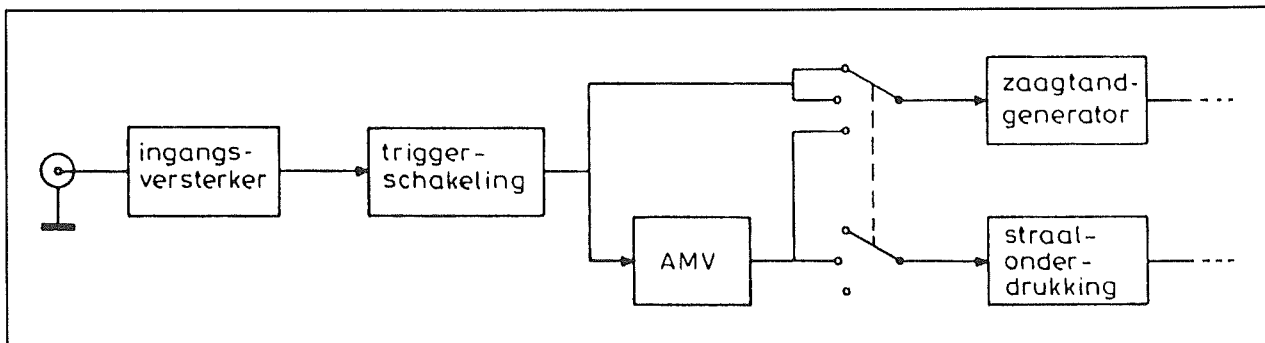 ingangs-
versterker
trigger-
schakeling
AMV
zaagtand-
generator
straal-
onder-
drukking